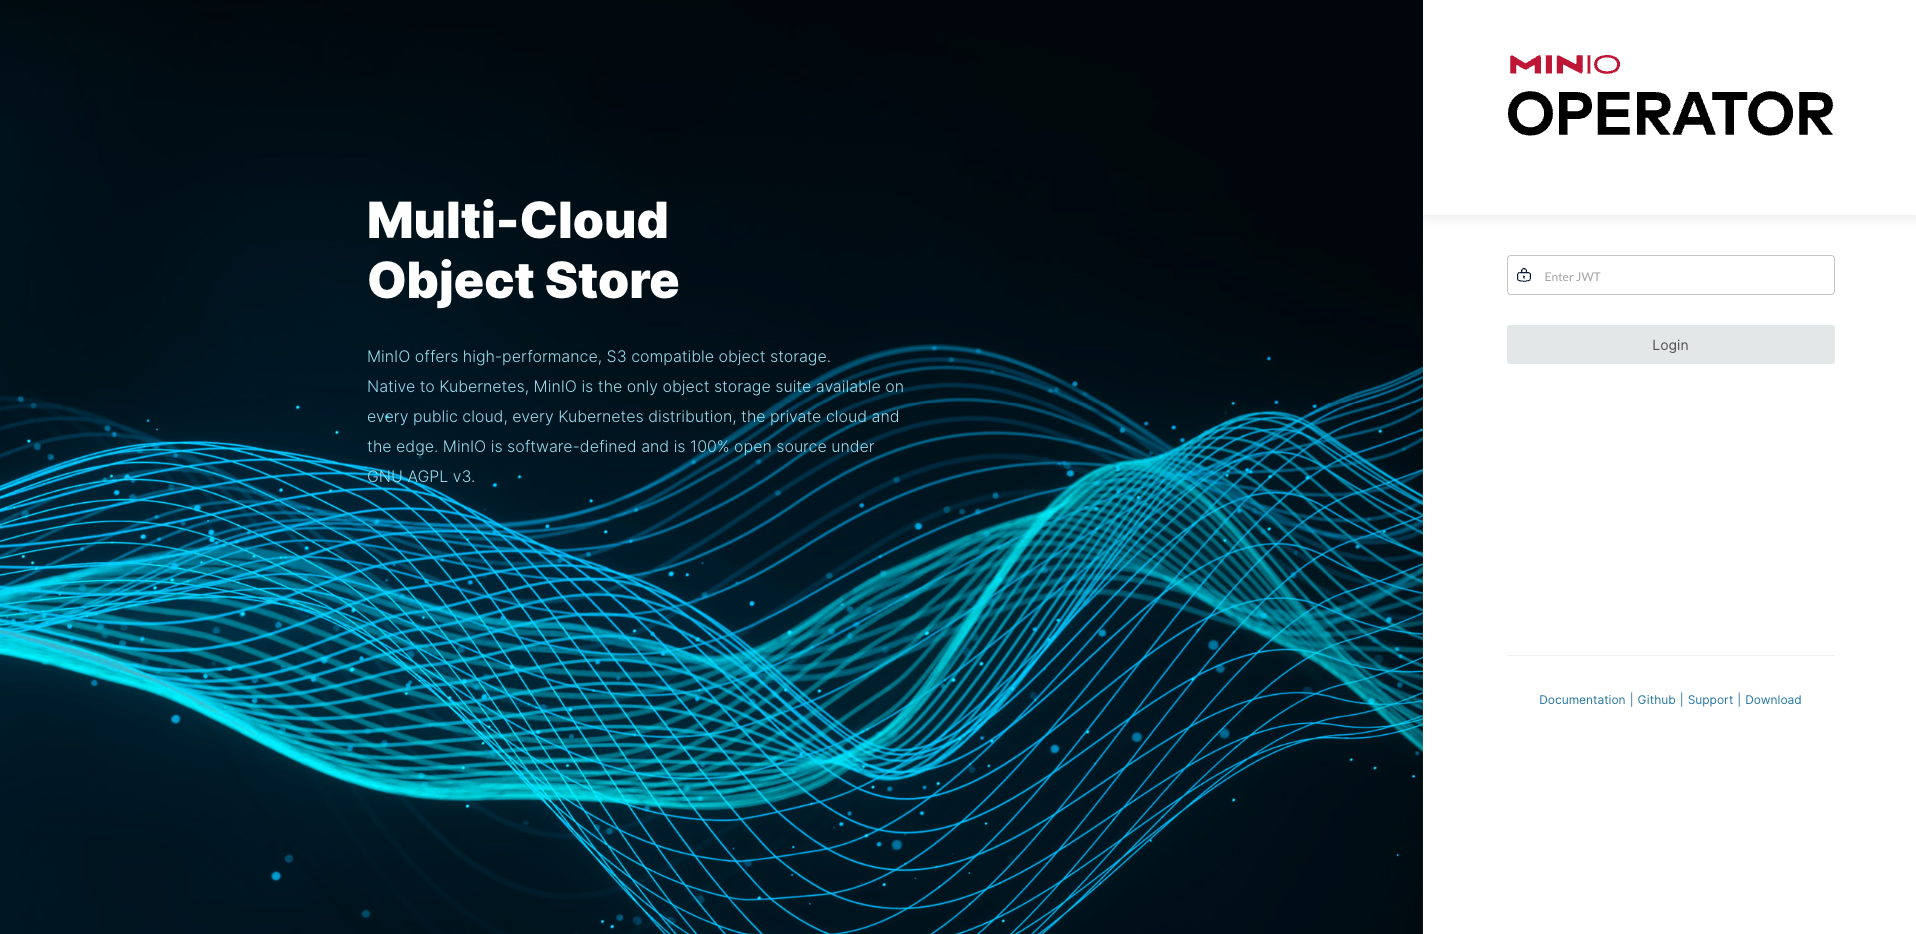 Multi-Cloud
Object Store
MinIO offers high-performance, S3 compatible object storage.
Native to Kubernetes, MinIO is the only object storage suite available on
every public cloud, every Kubernetes distribution, the private cloud and
the edge. MinIO is software-defined and is 100% open source under
GNU AGPL v3.
MINIO
OPERATOR
Enter JWT
Login
Documentation | Github | Support | Download